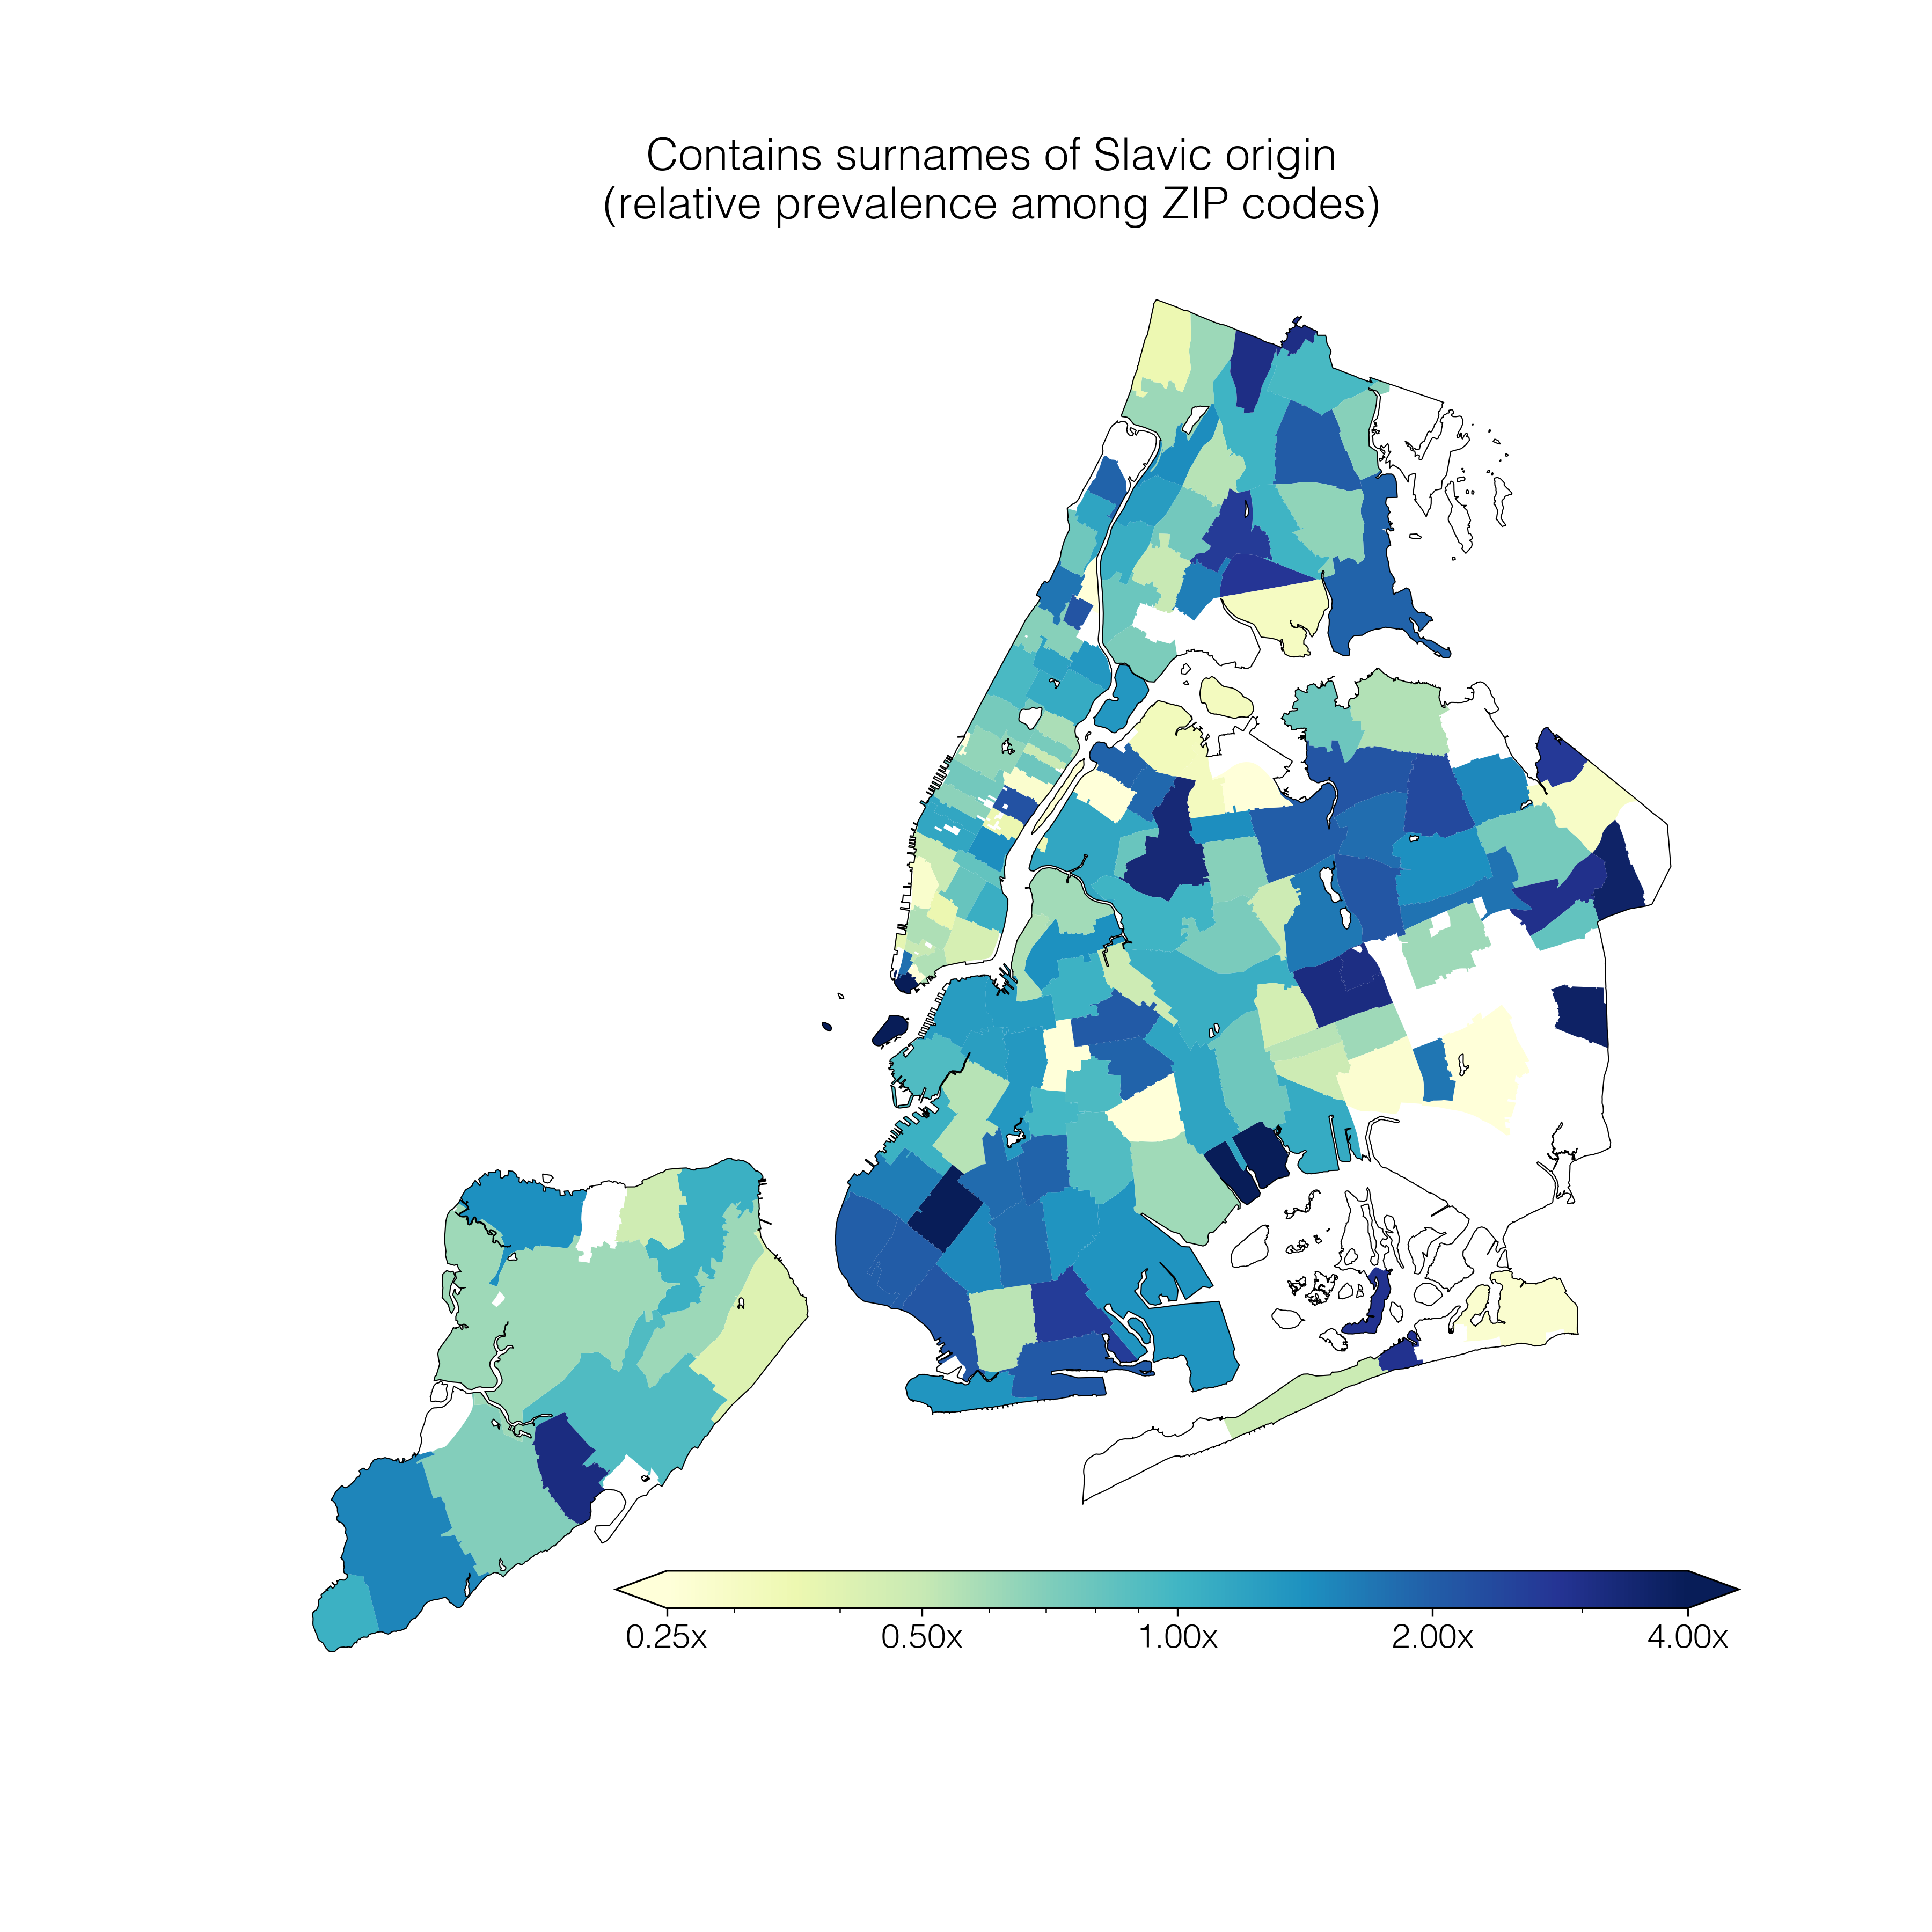 Contains surnames of Slavic origin
(relative prevalence among ZIP codes)
0.25x 0.50x 1.00x 2.00x 4.00x